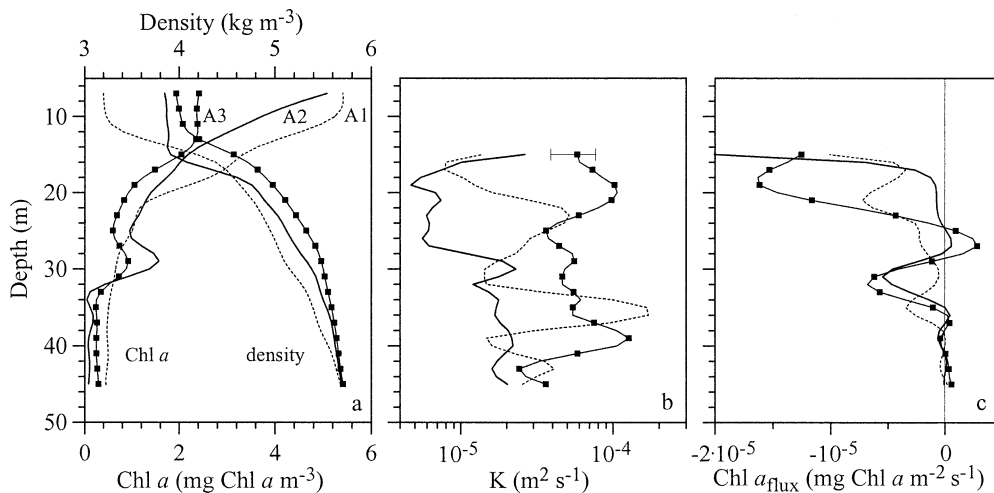 Density (kg m-3)
3 4 5 6
A3 A2 A1
10
20
30
40
50
Depth (m)
Chl a density
a b c
0 2 4 6
10-5 10-4
-2·10-5 -10-5 0
Chl a (mg Chl a m-3)
K (m2 s-1)
Chl aflux (mg Chl a m-2 s-1)